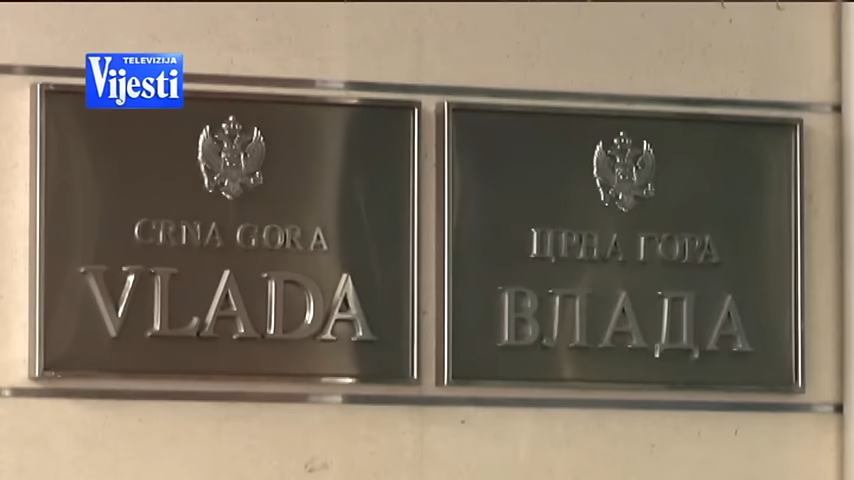 TELEVIZIJA
Vijesti
CRNA GORA
VLADA
ЦРНА ГОРА
ВЛАДА